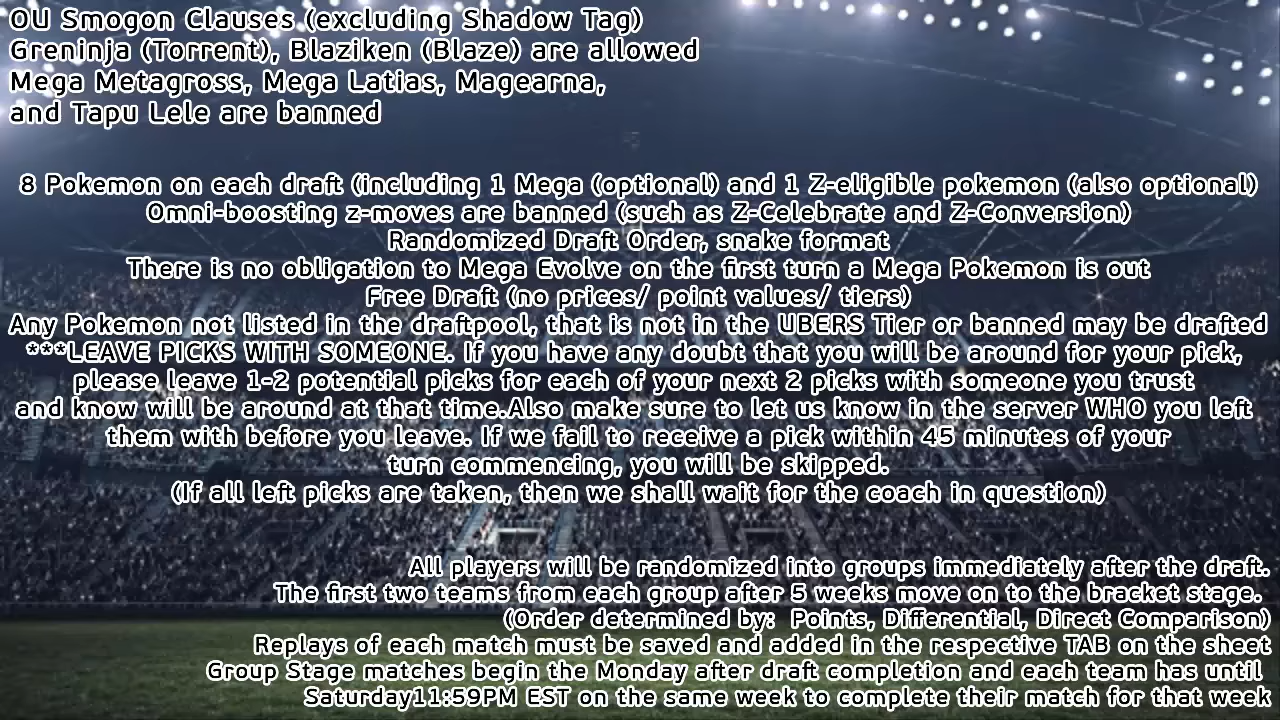 OU Smogon Clauses (excluding Shadow Tag)
Greninja (Torrent), Blaziken (Blaze) are allowed
Mega Metagross, Mega Latias, Magearna,
and Tapu Lele are banned
8 Pokemon on each draft (including 1 Mega (optional) and 1 Z-eligible pokemon (also optional)
Omni-boosting z-moves are banned (such as Z-Celebrate and Z-Conversion)
Randomized Draft Order, snake format
There is no obligation to Mega Evolve on the first turn a Mega Pokemon is out
Free Draft (no prices/ point values/ tiers)
Any Pokemon not listed in the draftpool, that is not in the UBERS Tier or banned may be drafted
***LEAVE PICKS WITH SOMEONE. If you have any doubt that you will be around for your pick,
please leave 1-2 potential picks for each of your next 2 picks with someone you trust
and know will be around at that time.Also make sure to let us know in the server WHO you left
them with before you leave. If we fail to receive a pick within 45 minutes of your
turn commencing, you will be skipped.
(If all left picks are taken, then we shall wait for the coach in question)
All players will be randomized into groups immediately after the draft.
The first two teams from each group after 5 weeks move on to the bracket stage.
(Order determined by:  Points, Differential, Direct Comparison)
Replays of each match must be saved and added in the respective TAB on the sheet
Group Stage matches begin the Monday after draft completion and each team has until
Saturday11:59PM EST on the same week to complete their match for that week